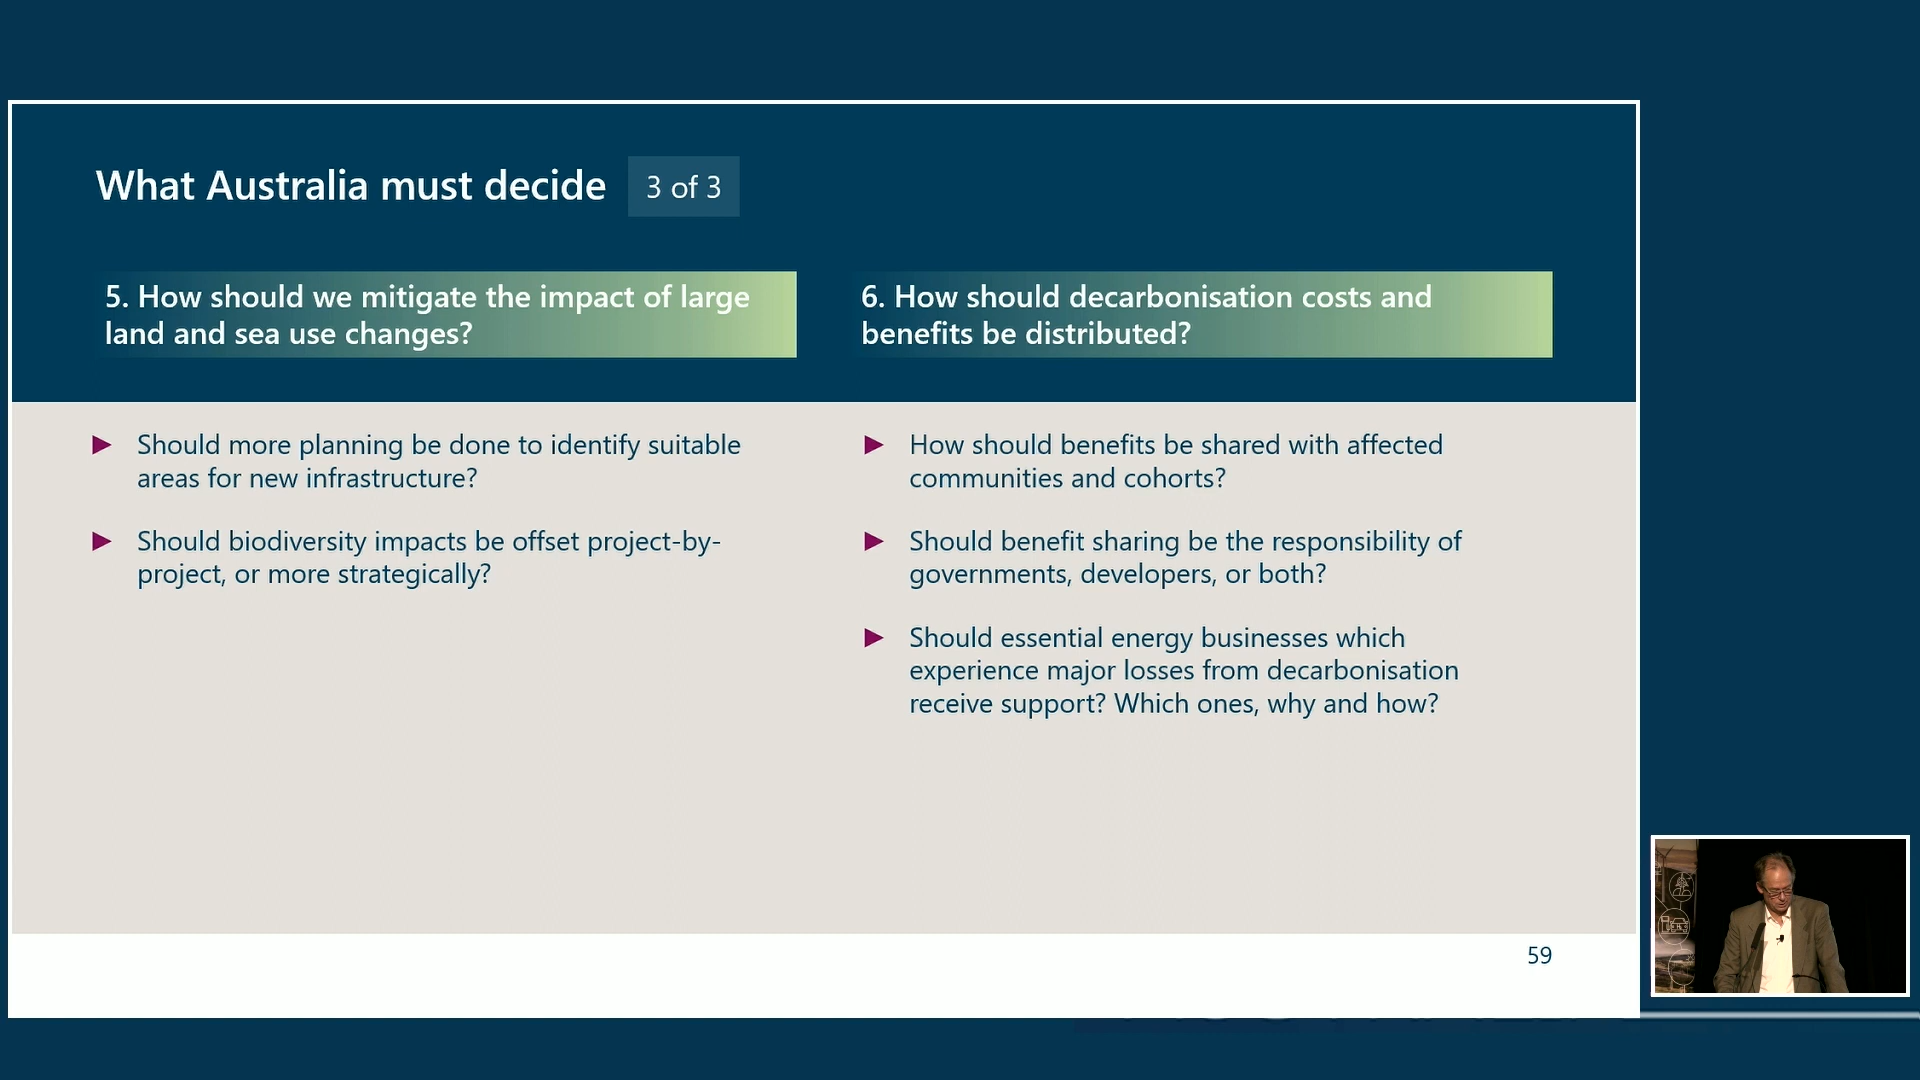 What Australia must decide
3 of 3
5. How should we mitigate the impact of large
land and sea use changes?
Should more planning be done to identify suitable
areas for new infrastructure?
Should biodiversity impacts be offset project-by-
project, or more strategically?
6. How should decarbonisation costs and
benefits be distributed?
How should benefits be shared with affected
communities and cohorts?
Should benefit sharing be the responsibility of
governments, developers, or both?
Should essential energy businesses which
experience major losses from decarbonisation
receive support? Which ones, why and how?
59